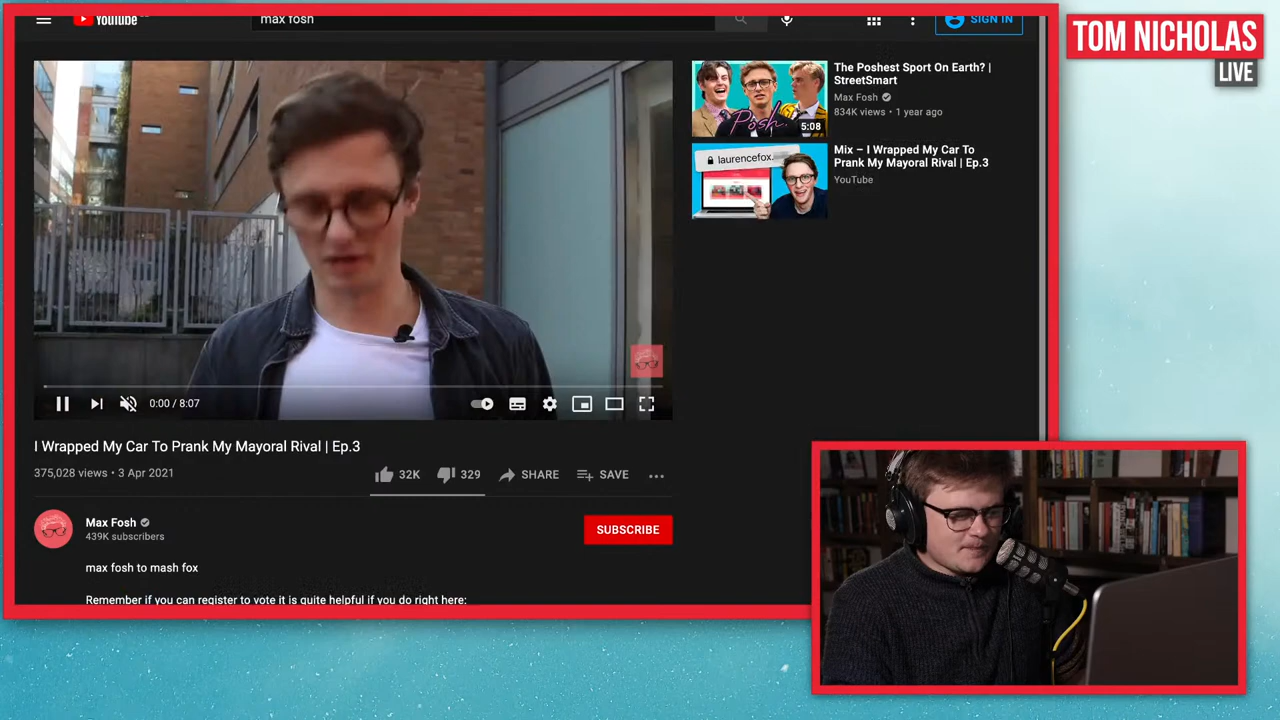 YouTube
max fosh
SIGN IN
TOM NICHOLAS
LIVE
The Poshest Sport On Earth? |
StreetSmart
Max Fosh
834K views • 1 year ago
Posh.
5:08
Mix – I Wrapped My Car To
Prank My Mayoral Rival | Ep.3
YouTube
laurencefox.
0:00 / 8:07
I Wrapped My Car To Prank My Mayoral Rival | Ep.3
375,028 views • 3 Apr 2021
32K
329
SHARE
SAVE
Max Fosh
439K subscribers
SUBSCRIBE
max fosh to mash fox
Remember if you can register to vote it is quite helpful if you do right here: